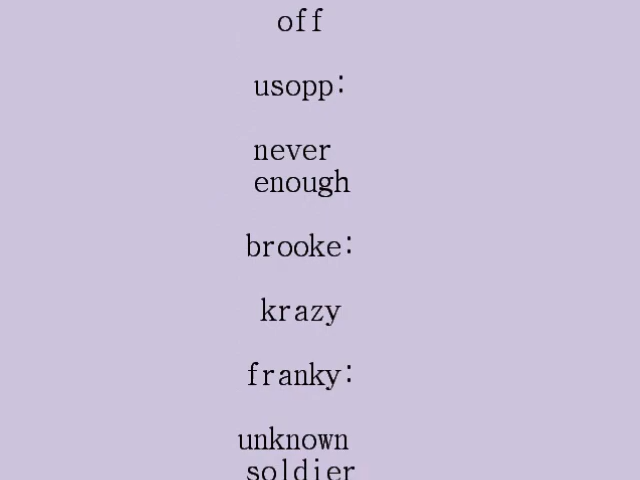 off
usopp:
never
enough
brooke:
krazy
franky:
unknown
soldier